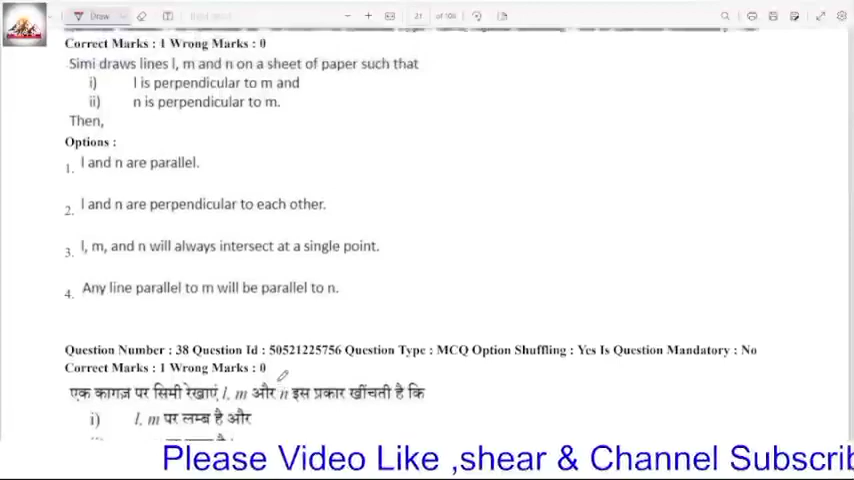 Draw
21 of 106
Correct Marks : 1 Wrong Marks : 0
Simi draws lines l, m and n on a sheet of paper such that
i) l is perpendicular to m and
ii) n is perpendicular to m.
Then,
Options :
1. l and n are parallel.
2. l and n are perpendicular to each other.
3. l, m, and n will always intersect at a single point.
4. Any line parallel to m will be parallel to n.
Question Number : 38 Question Id : 50521225756 Question Type : MCQ Option Shuffling : Yes Is Question Mandatory : No
Correct Marks : 1 Wrong Marks : 0
एक कागज़ पर सिमी रेखाएं l, m और n इस प्रकार खींचती है कि
i) l, m पर लम्ब है और
Please Video Like ,shear & Channel Subscrib